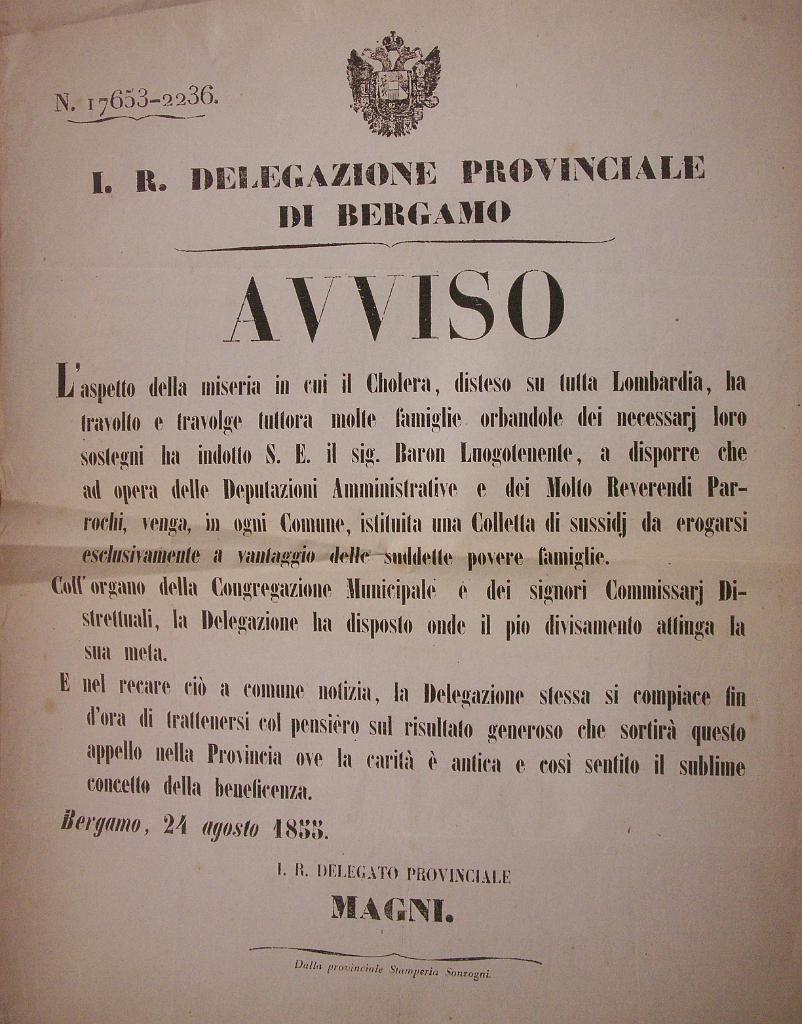 N. 17653-2236.
I. R. DELEGAZIONE PROVINCIALE
DI BERGAMO
AVVISO
L'aspetto della miseria in cui il Cholera, disteso su tutta Lombardia, ha
travolto e travolge tuttora molte famiglie orbandole dei necessarj loro
sostegni ha indotto S. E. il sig. Baron Luogotenente, a disporre che
ad opera delle Deputazioni Amministrative e dei Molto Reverendi Par-
rochi, venga, in ogni Comune, istituita una Colletta di sussidj da erogarsi
esclusivamente a vantaggio delle suddette povere famiglie.
Coll'organo della Congregazione Municipale e dei signori Commissarj Di-
strettuali, la Delegazione ha disposto onde il pio divisamento attinga la
sua meta.
E nel recare ciò a comune notizia, la Delegazione stessa si compiace fin
d'ora di trattenersi col pensiero sul risultato generoso che sortirà questo
appello nella Provincia ove la carità è antica e così sentito il sublime
concetto della beneficenza.
Bergamo, 24 agosto 1855.
I. R. DELEGATO PROVINCIALE
MAGNI.
Dalla provinciale Stamperia Sonzogni.